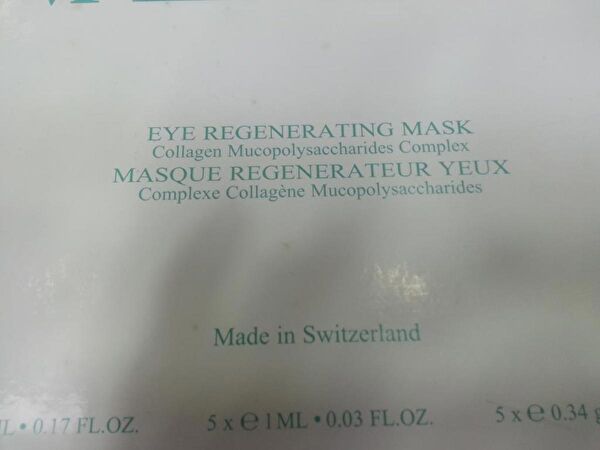 EYE REGENERATING MASK
Collagen Mucopolysaccharides Complex
MASQUE REGENERATEUR YEUX
Complexe Collagène Mucopolysaccharides
Made in Switzerland
L • 0.17 FL.OZ. 5 x ℮ 1 ML • 0.03 FL.OZ. 5 x ℮ 0.34 g